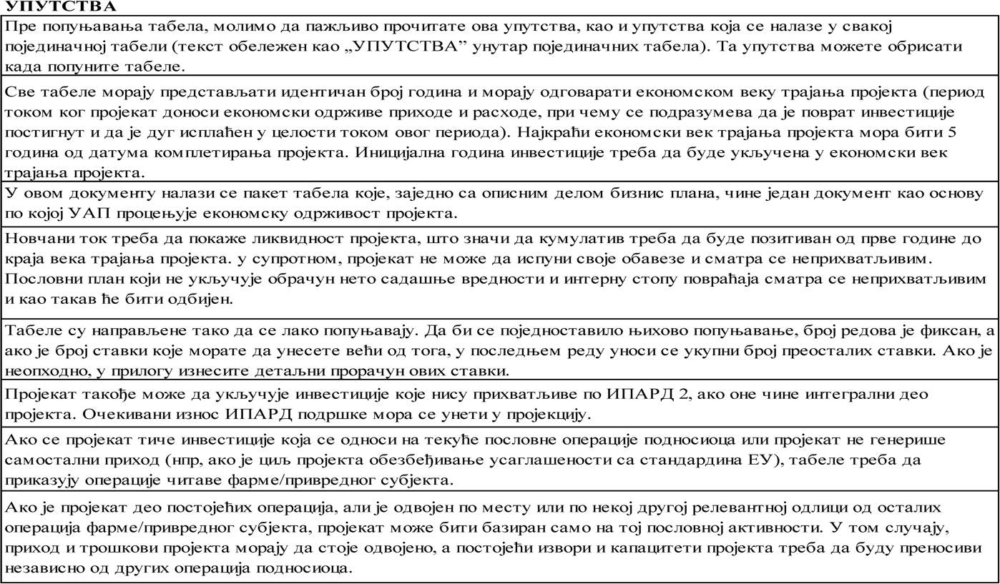 УПУТСТВА
Пре попуњавања табела, молимо да пажљиво прочитате ова упутства, као и упутства која се налазе у свакој
појединачној табели (текст обележен као „УПУТСТВА” унутар појединачних табела). Та упутства можете обрисати
када попуните табеле.
Све табеле морају представљати идентичан број година и морају одговарати економском веку трајања пројекта (период
током ког пројекат доноси економски одрживе приходе и расходе, при чему се подразумева да је поврат инвестиције
постигнут и да је дуг исплаћен у целости током овог периода). Најкраћи економски век трајања пројекта мора бити 5
година од датума комплетирања пројекта. Иницијална година инвестиције треба да буде укључена у економски век
трајања пројекта.
У овом документу налази се пакет табела које, заједно са описним делом бизнис плана, чине један документ као основу
по којој УАП процењује економску одрживост пројекта.
Новчани ток треба да покаже ликвидност пројекта, што значи да кумулатив треба да буде позитиван од прве године до
краја века трајања пројекта. у супротном, пројекат не може да испуни своје обавезе и сматра се неприхватљивим.
Пословни план који не укључује обрачун нето садашње вредности и интерну стопу повраћаја сматра се неприхватљивим
и као такав ће бити одбијен.
Табеле су направљене тако да се лако попуњавају. Да би се поједноставило њихово попуњавање, број редова је фиксан, а
ако је број ставки које морате да унесете већи од тога, у последњем реду уноси се укупни број преосталих ставки. Ако је
неопходно, у прилогу изнесите детаљни прорачун ових ставки.
Пројекат такође може да укључује инвестиције које нису прихватљиве по ИПАРД 2, ако оне чине интегрални део
пројекта. Очекивани износ ИПАРД подршке мора се унети у пројекцију.
Ако се пројекат тиче инвестиције која се односи на текуће пословне операције подносиоца или пројекат не генерише
самостални приход (нпр, ако је циљ пројекта обезбеђивање усаглашености са стандардина ЕУ), табеле треба да
приказују операције читаве фарме/привредног субјекта.
Ако је пројекат део постојећих операција, али је одвојен по месту или по некој другој релевантној одлици од осталих
операција фарме/привредног субјекта, пројекат може бити базиран само на тој пословној активности. У том случају,
приход и трошкови пројекта морају да стоје одвојено, а постојећи извори и капацитети пројекта треба да буду преносиви
независно од других операција подносиоца.